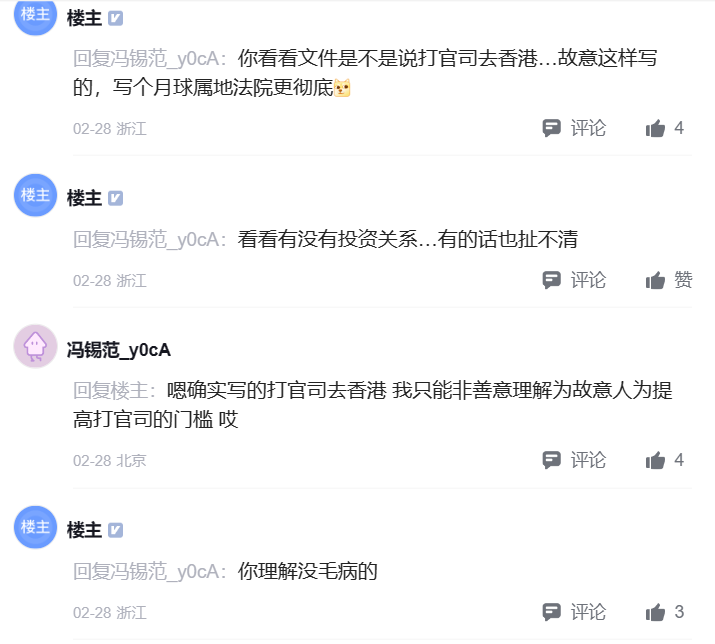 楼主
楼主
回复冯锡范_y0cA：你看看文件是不是说打官司去香港...故意这样写
的，写个月球属地法院更彻底
02-28 浙江
评论
4
楼主
楼主
回复冯锡范_y0cA：看看有没有投资关系...有的话也扯不清
02-28 浙江
评论
赞
冯锡范_y0cA
回复楼主：嗯确实写的打官司去香港 我只能非善意理解为故意人为提
高打官司的门槛 哎
02-28 北京
评论
4
楼主
楼主
回复冯锡范_y0cA：你理解没毛病的
02-28 浙江
评论
3